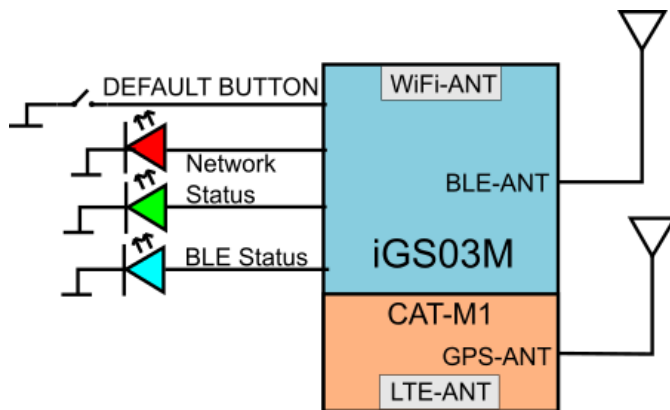 DEFAULT BUTTON
WiFi-ANT
Network
Status
BLE-ANT
BLE Status
iGS03M
CAT-M1
GPS-ANT
LTE-ANT